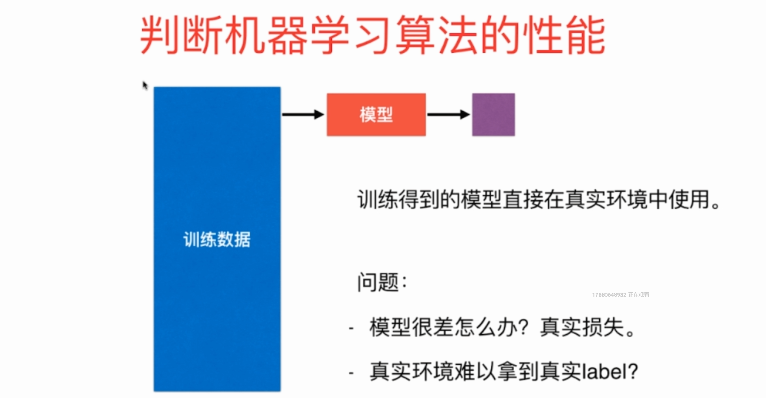 判断机器学习算法的性能
模型
训练数据
训练得到的模型直接在真实环境中使用。
问题：
- 模型很差怎么办？真实损失。
- 真实环境难以拿到真实label?